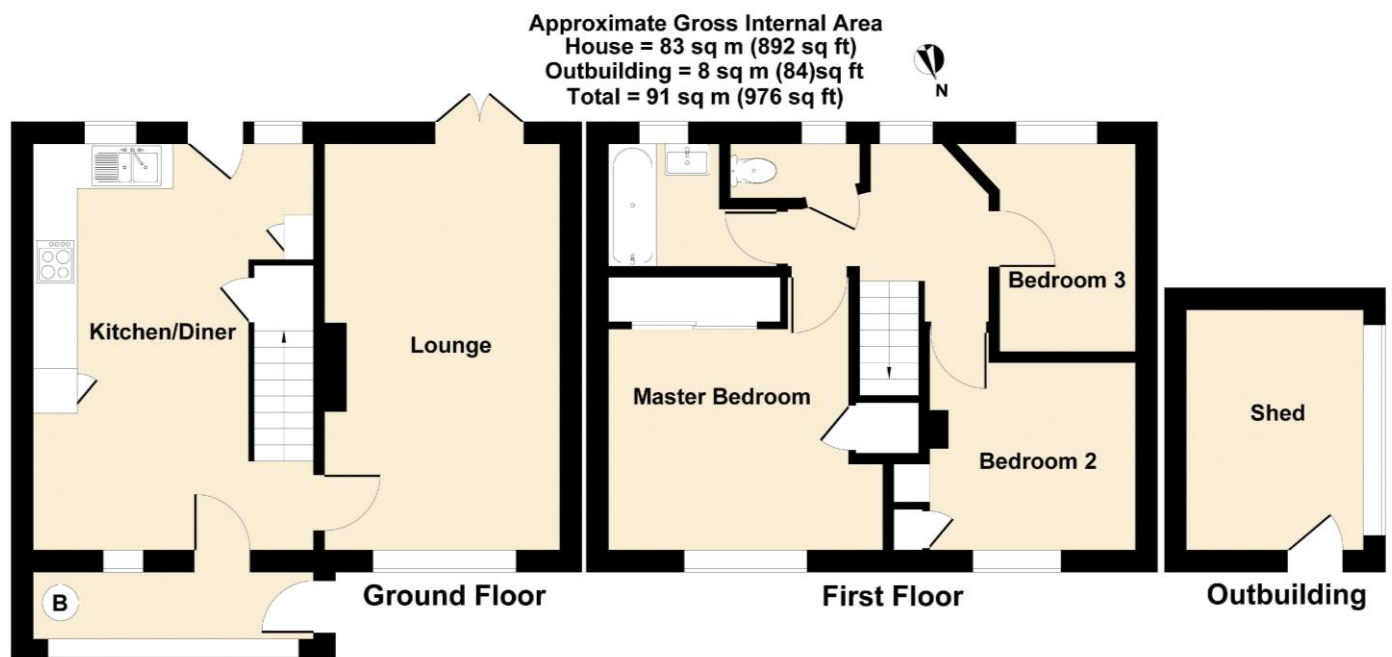 Approximate Gross Internal Area
House = 83 sq m (892 sq ft)
Outbuilding = 8 sq m (84)sq ft
Total = 91 sq m (976 sq ft)
N
Kitchen/Diner
Lounge
B
Ground Floor
Master Bedroom
Bedroom 3
Bedroom 2
First Floor
Shed
Outbuilding